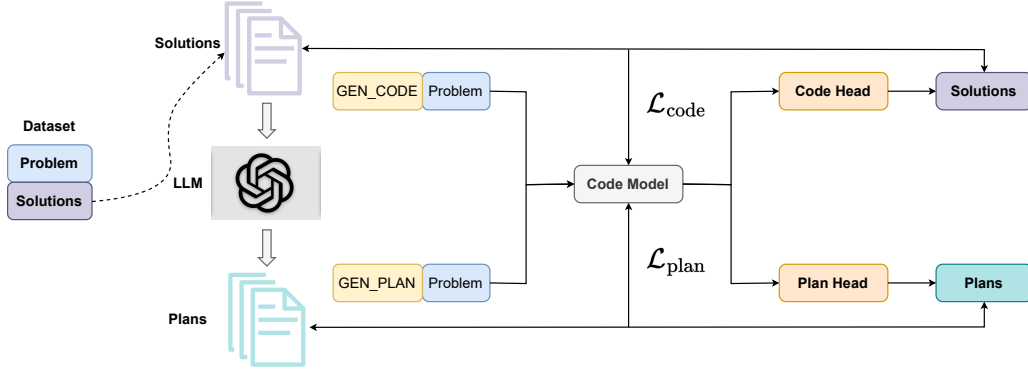 Solutions
GEN_CODE Problem
Code Head
Solutions
ℒcode
Dataset
Problem
Solutions
LLM
Code Model
ℒplan
GEN_PLAN Problem
Plan Head
Plans
Plans